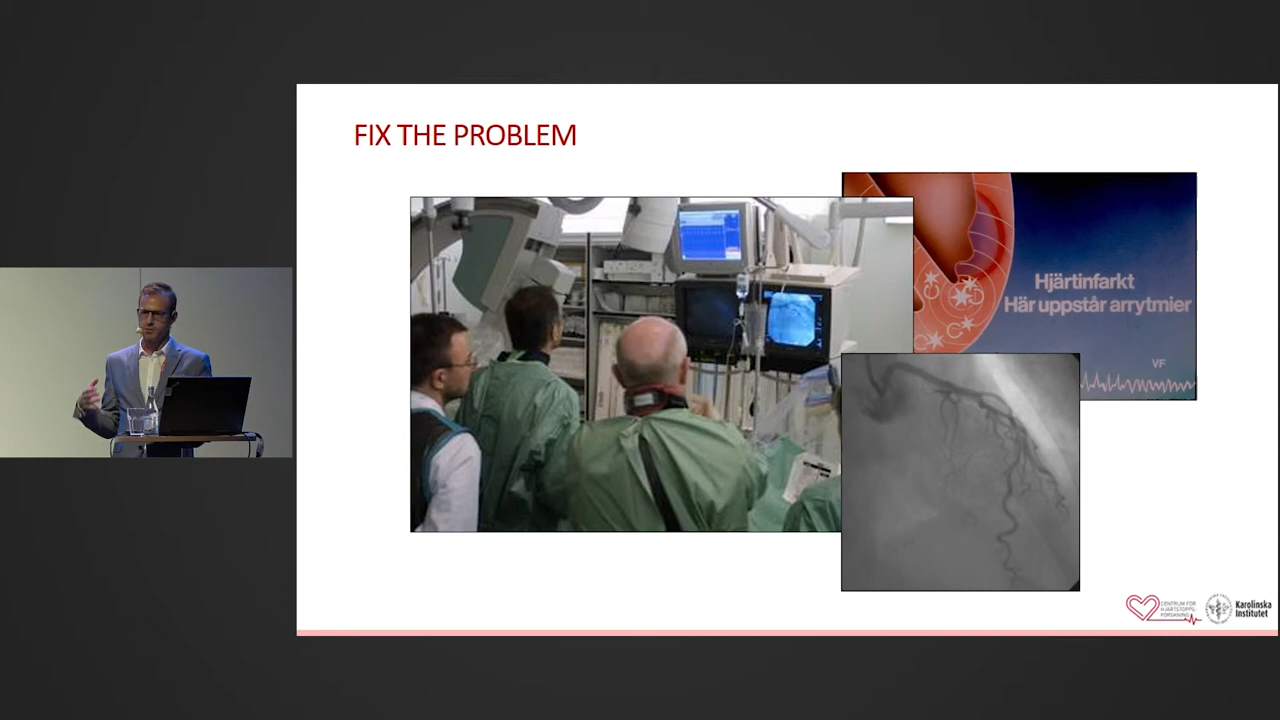 FIX THE PROBLEM
Hjärtinfarkt
Här uppstår arrytmier
VF
CENTRUM FÖR
HJÄRTSTOPPS
FORSKNING
Karolinska
Institutet